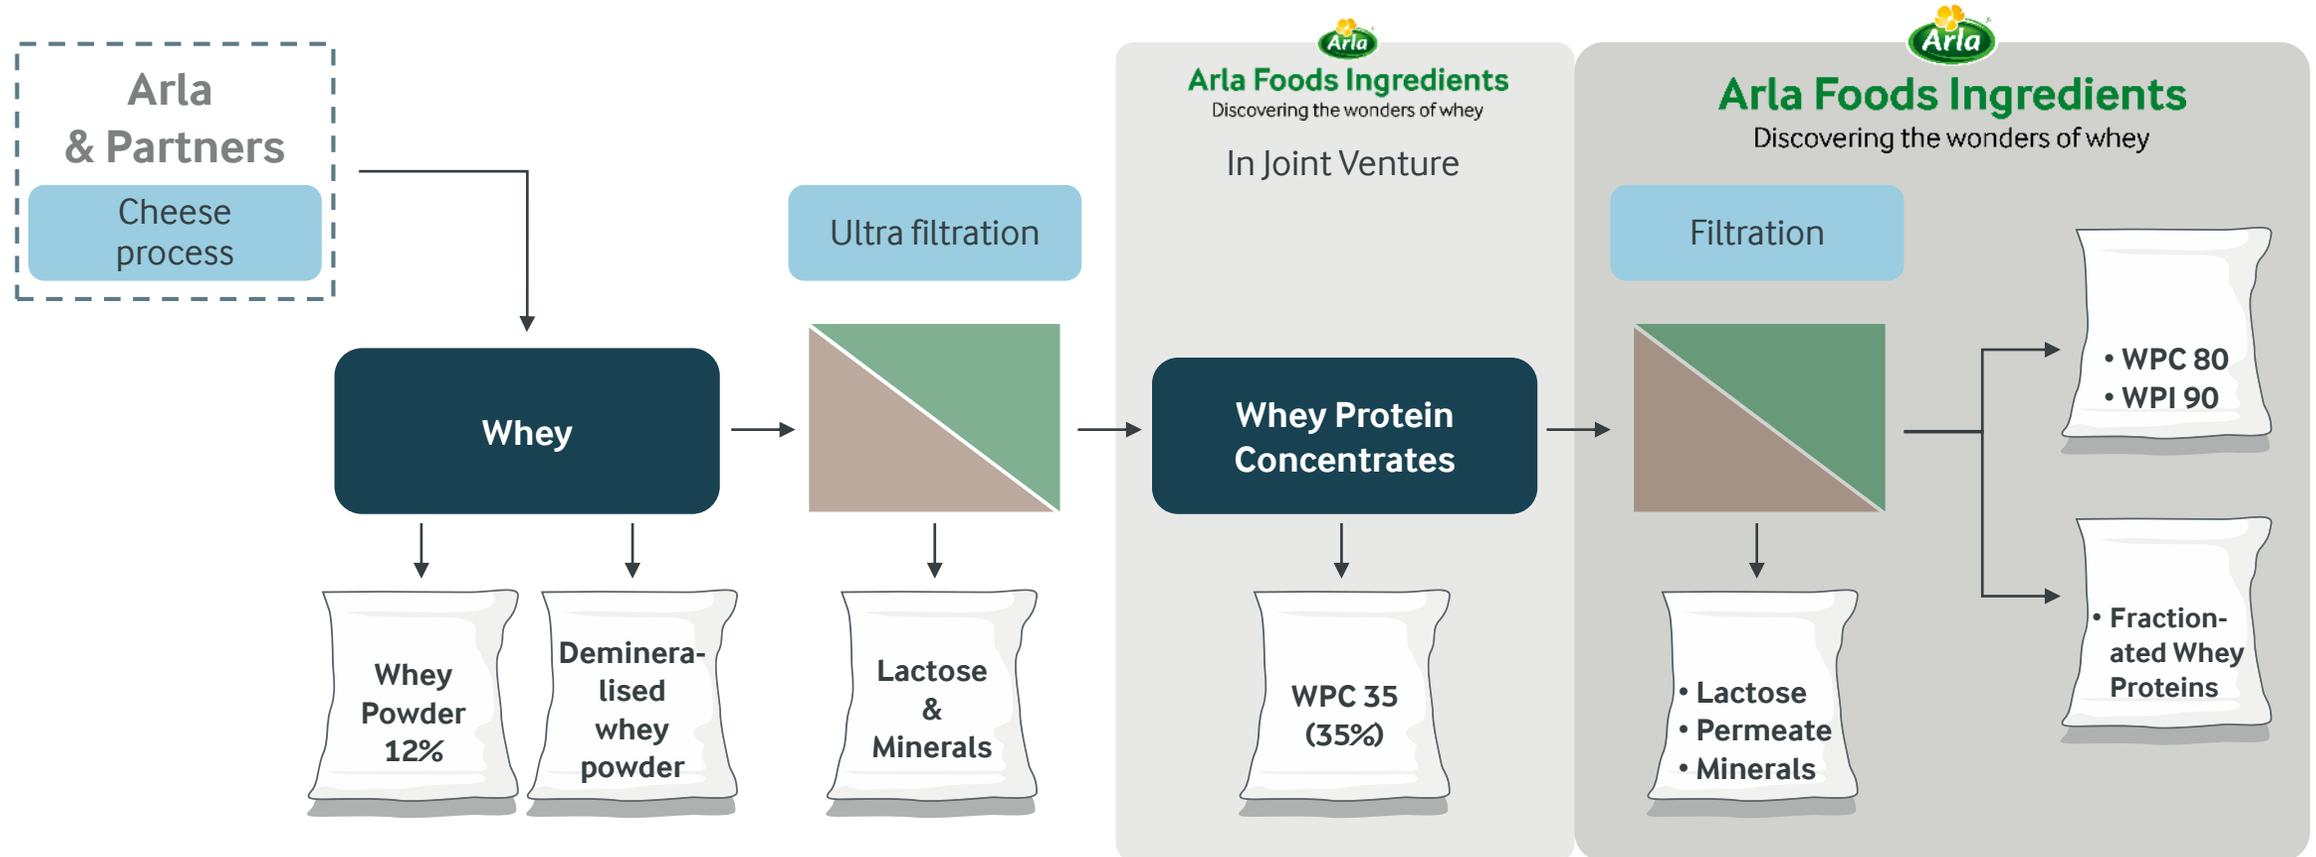 Arla
& Partners
Cheese
process
Whey
Whey
Powder
12%
Deminera-
lised
whey
powder
Ultra filtration
Lactose
&
Minerals
Arla
Arla Foods Ingredients
Discovering the wonders of whey
In Joint Venture
Whey Protein
Concentrates
WPC 35
(35%)
Arla
Arla Foods Ingredients
Discovering the wonders of whey
Filtration
• Lactose
• Permeate
• Minerals
• WPC 80
• WPI 90
• Fraction-
ated Whey
Proteins